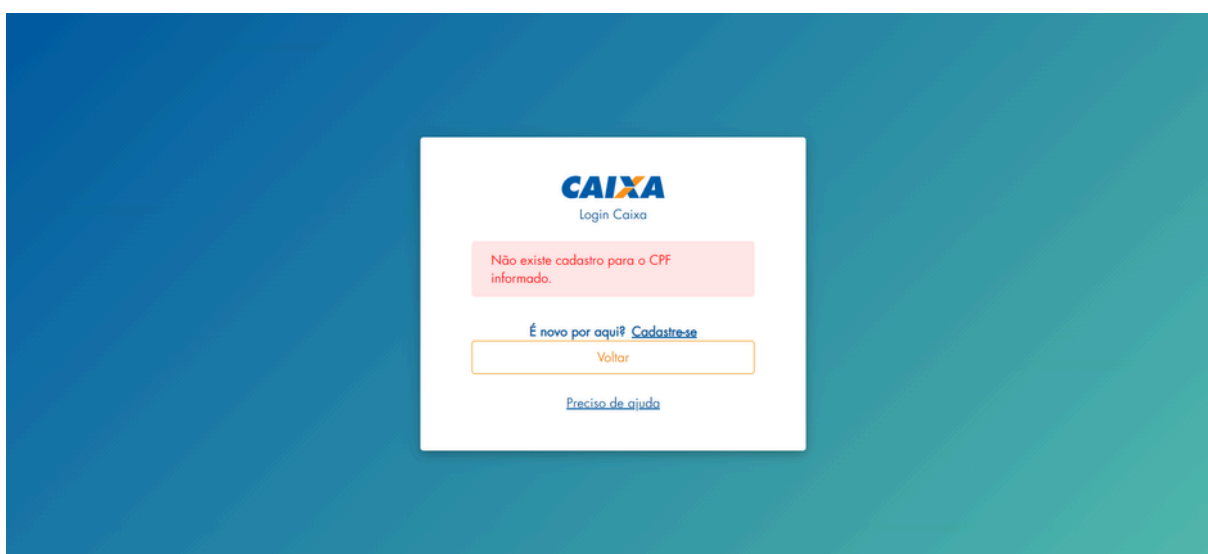 CAIXA
Login Caixa
Não existe cadastro para o CPF
informado.
É novo por aqui? Cadastre-se
Voltar
Preciso de ajuda